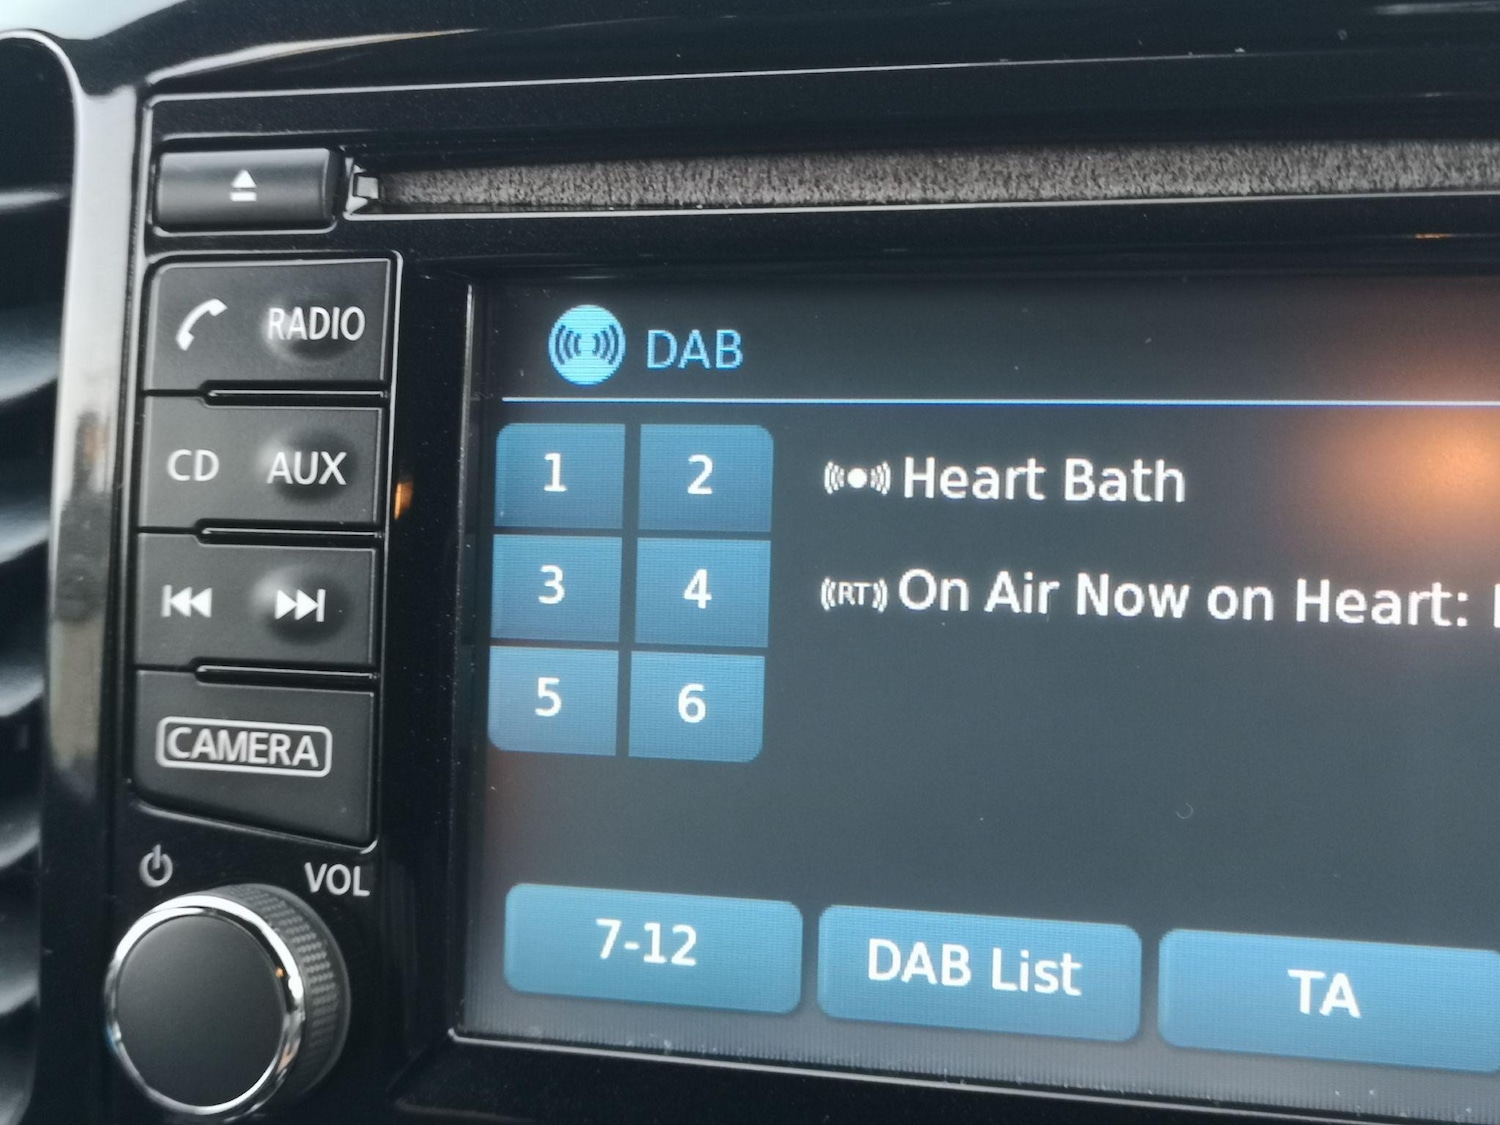 RADIO
CD AUX
CAMERA
VOL
DAB
1 2
Heart Bath
3 4
RT On Air Now on Heart:
5 6
7-12 DAB List TA